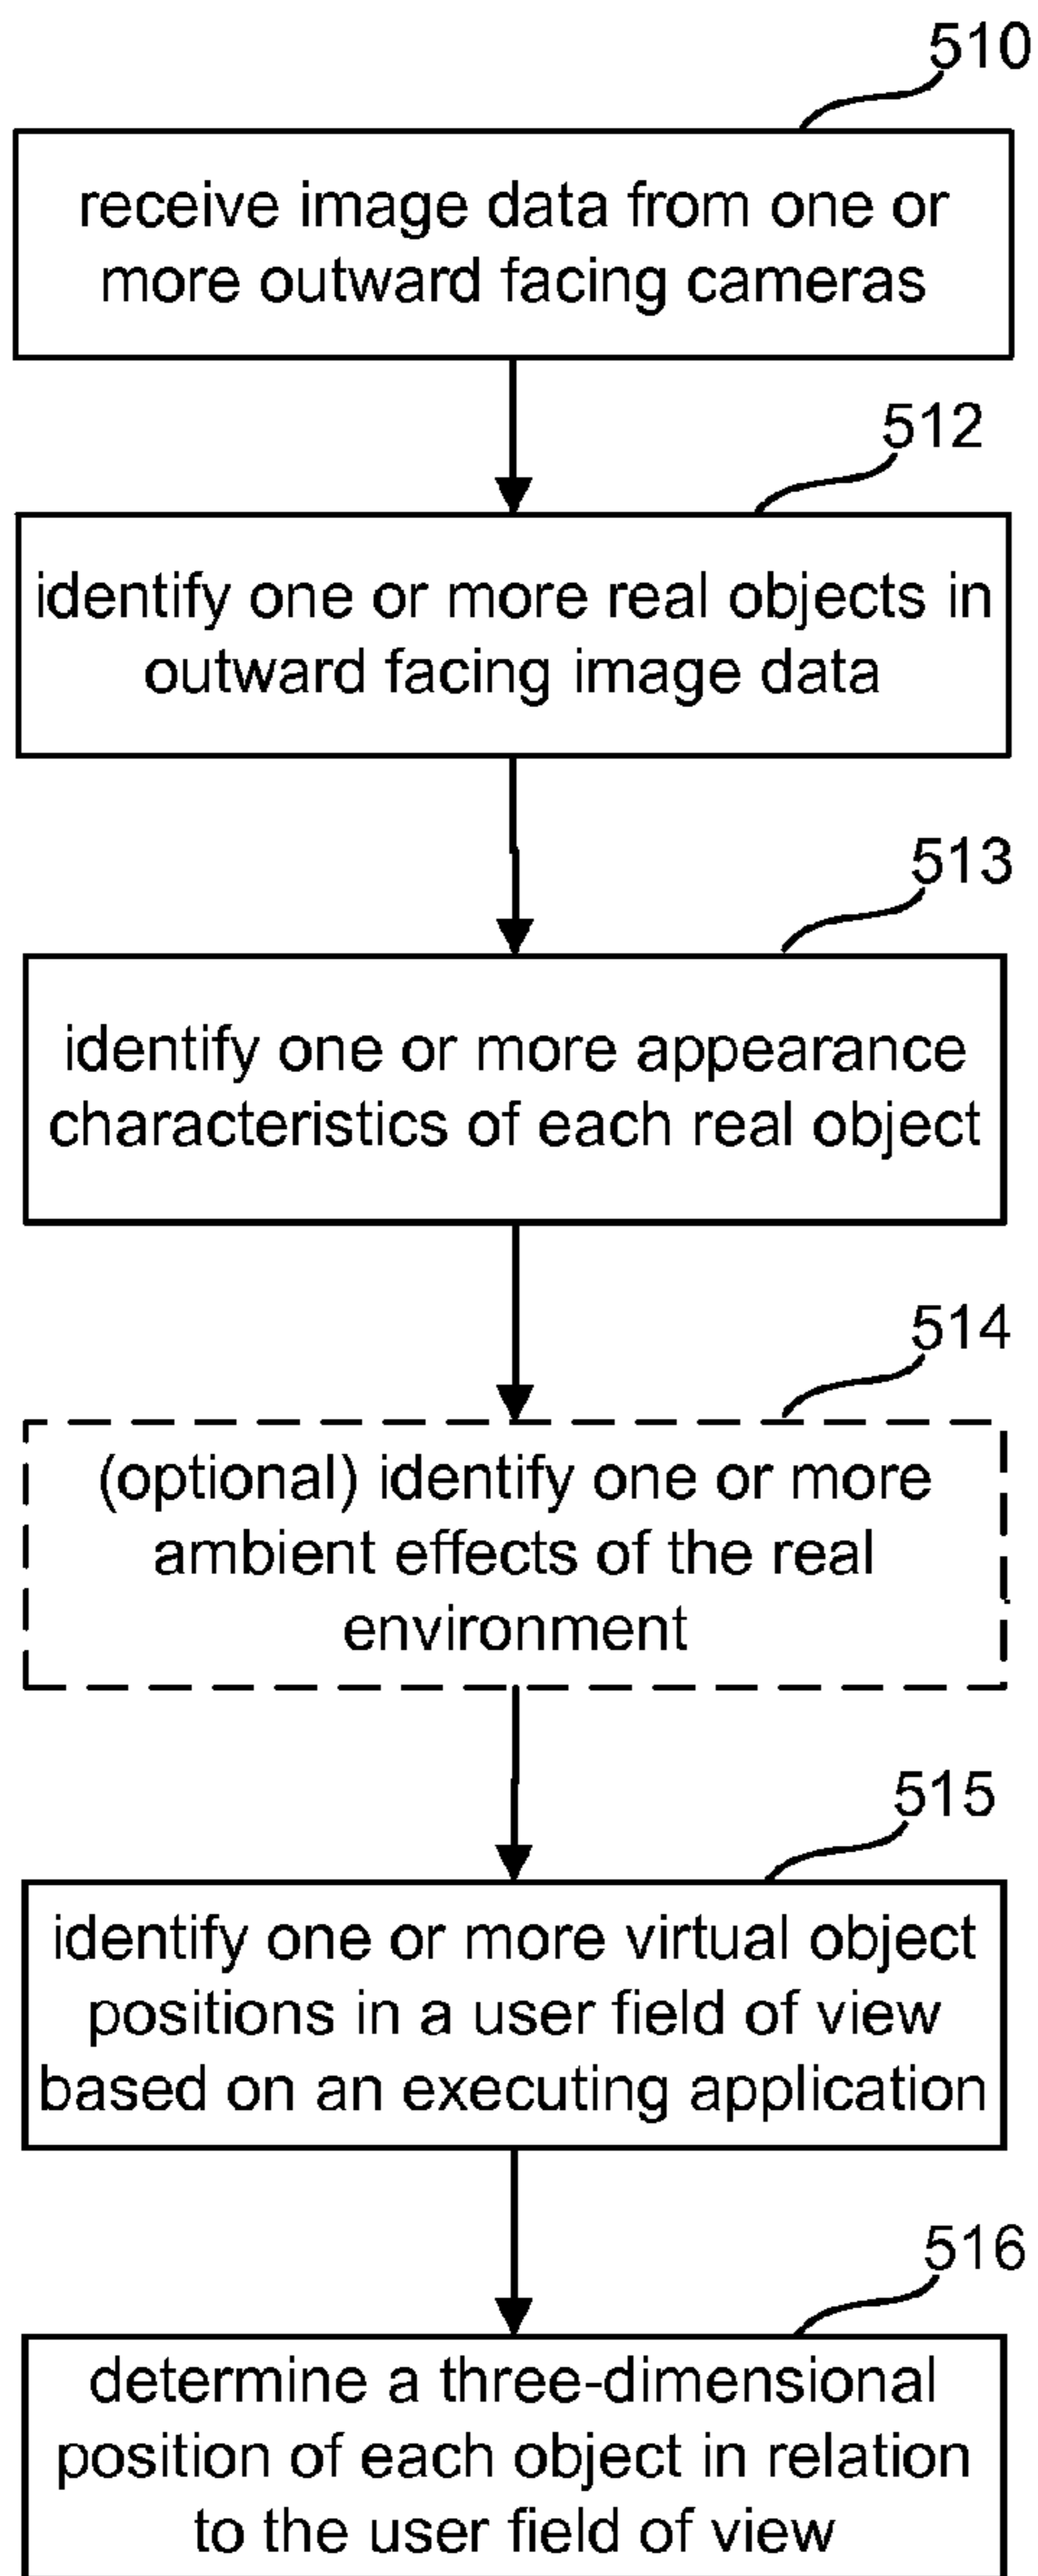 510
receive image data from one or
more outward facing cameras
512
identify one or more real objects in
outward facing image data
513
identify one or more appearance
characteristics of each real object
514
(optional) identify one or more
ambient effects of the real
environment
515
identify one or more virtual object
positions in a user field of view
based on an executing application
516
determine a three-dimensional
position of each object in relation
to the user field of view